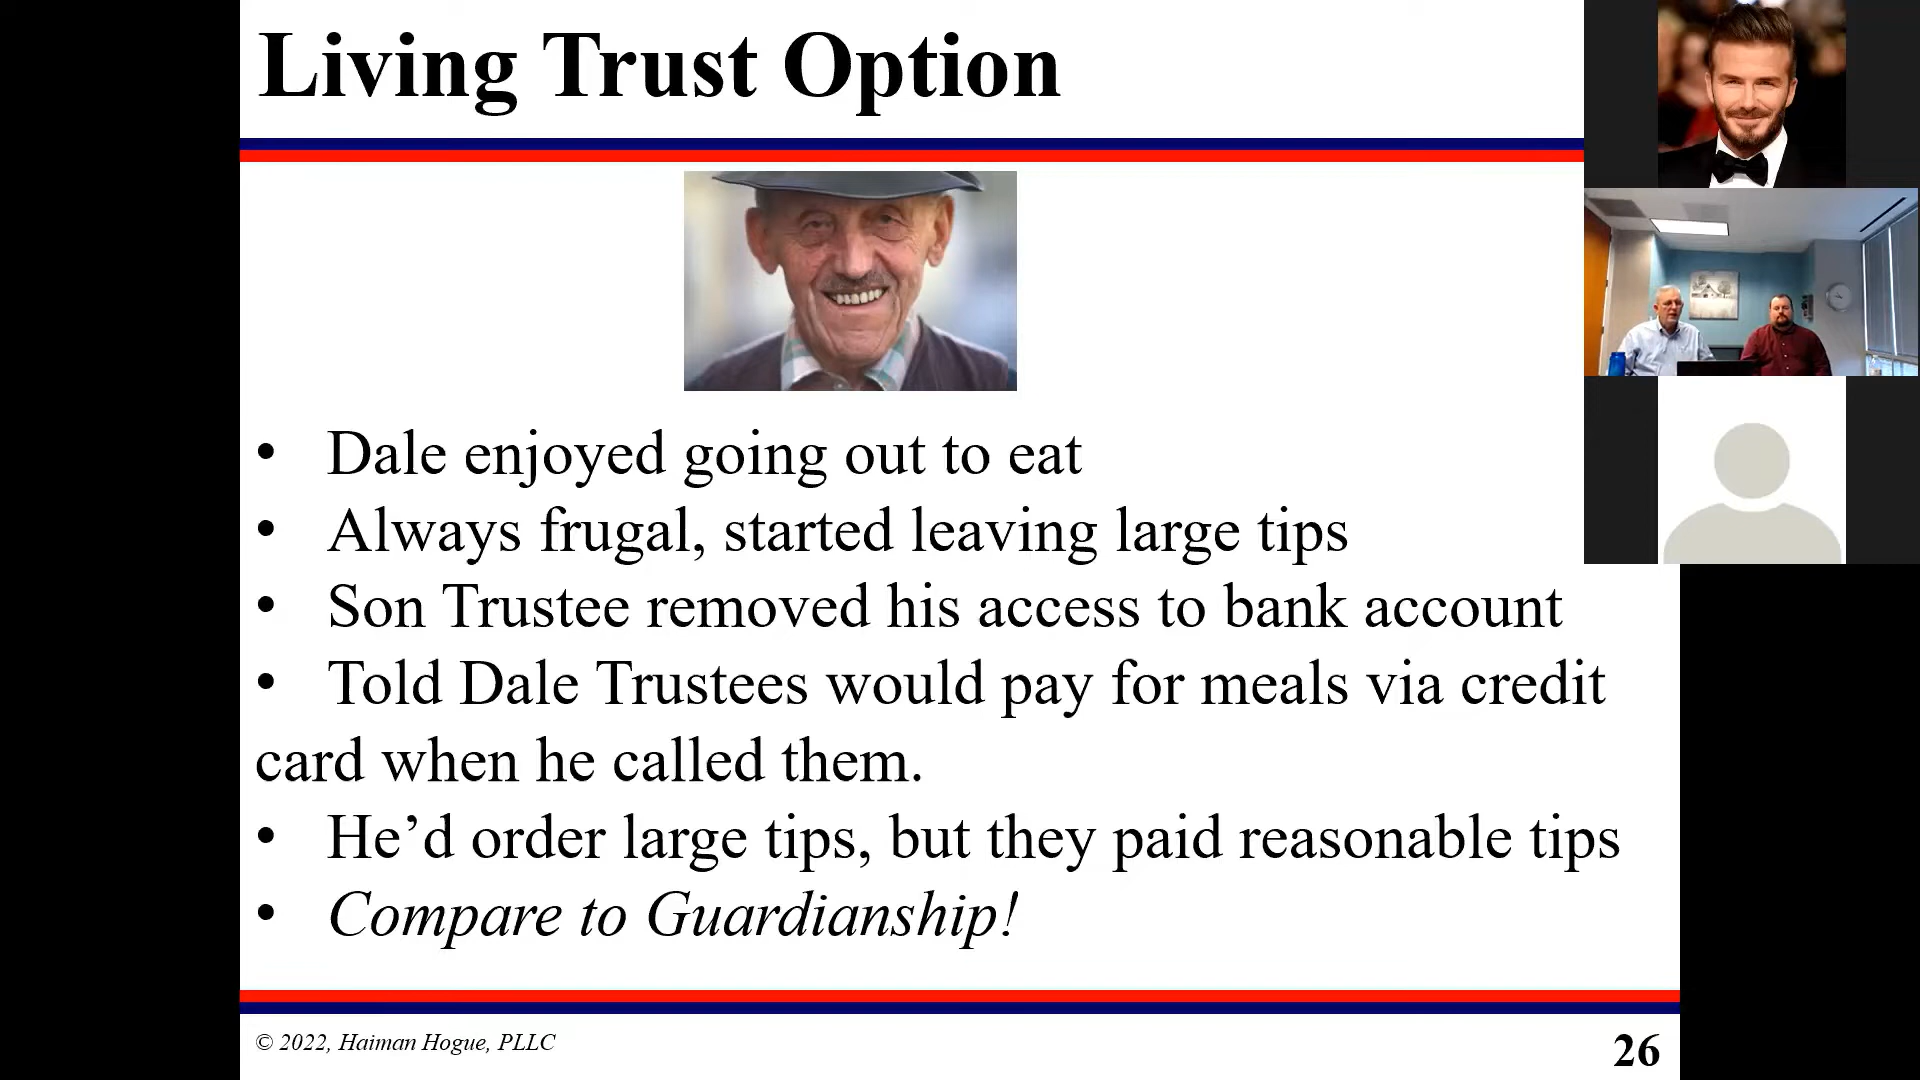 Living Trust Option
• Dale enjoyed going out to eat
• Always frugal, started leaving large tips
• Son Trustee removed his access to bank account
• Told Dale Trustees would pay for meals via credit
card when he called them.
• He’d order large tips, but they paid reasonable tips
• Compare to Guardianship!
© 2022, Haiman Hogue, PLLC
26